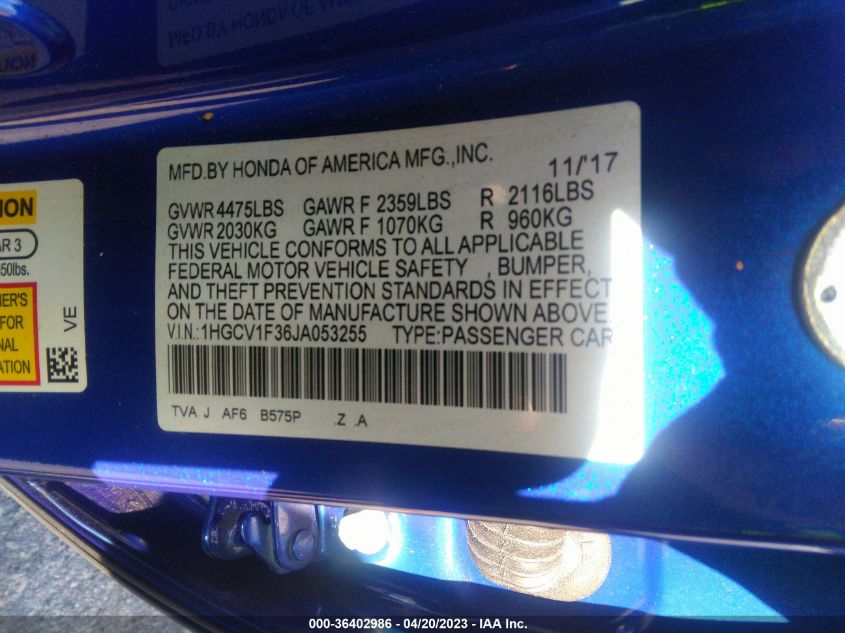 MFD.BY HONDA OF AMERICA MFG.,INC. 11/'17
GVWR 4475LBS GAWR F 2359LBS R 2116LBS
GVWR 2030KG GAWR F 1070KG R 960KG
THIS VEHICLE CONFORMS TO ALL APPLICABLE
FEDERAL MOTOR VEHICLE SAFETY , BUMPER,
AND THEFT PREVENTION STANDARDS IN EFFECT
ON THE DATE OF MANUFACTURE SHOWN ABOVE.
V.I.N.:1HGCV1F36JA053255 TYPE:PASSENGER CAR
TVA J AF6 B575P .Z .A
ION
AR 3
50lbs.
ER'S
FOR
NAL
ATION
VE
000-36402986 - 04/20/2023 - IAA Inc.